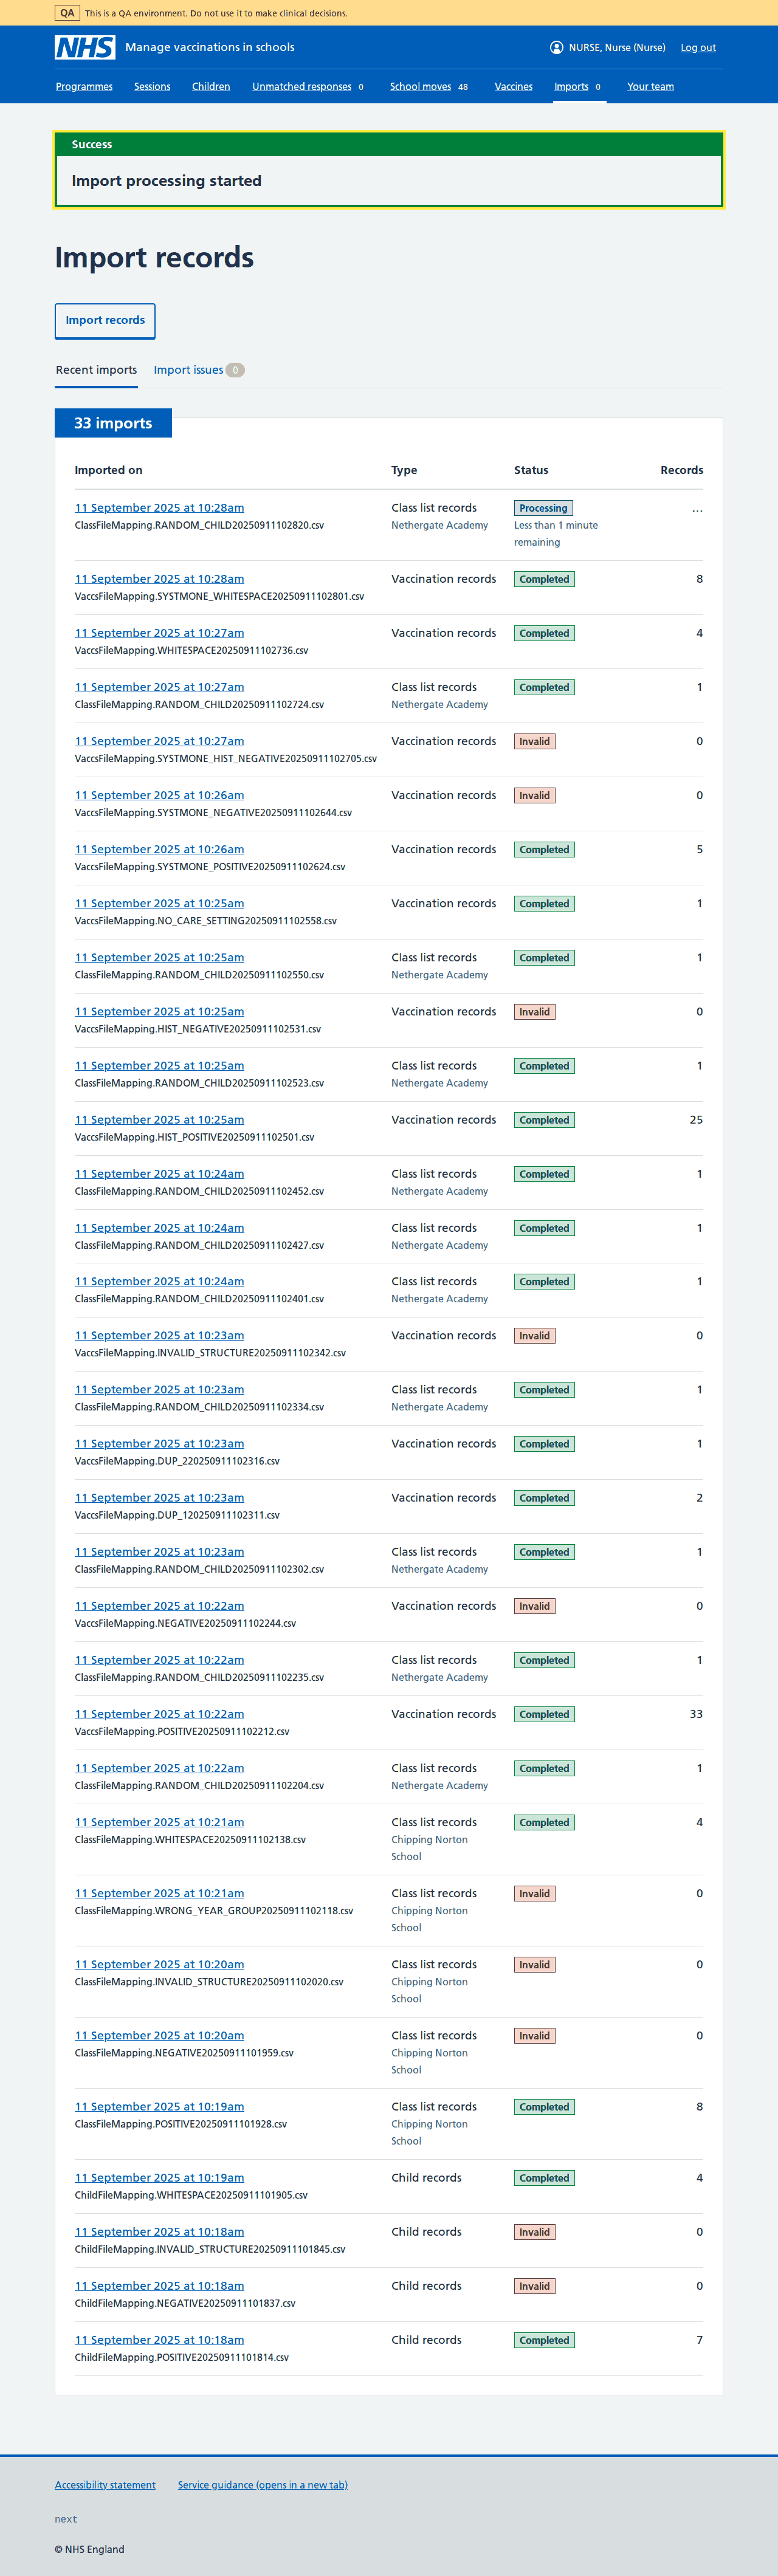 QA This is a QA environment. Do not use it to make clinical decisions.
NHS Manage vaccinations in schools NURSE, Nurse (Nurse) Log out
Programmes Sessions Children Unmatched responses 0 School moves 48 Vaccines Imports 0 Your team
Success
Import processing started
Import records
Import records
Recent imports Import issues 0
33 imports
Imported on Type Status Records
11 September 2025 at 10:28am Class list records Processing ...
ClassFileMapping.RANDOM_CHILD20250911102820.csv Nethergate Academy Less than 1 minute
remaining
11 September 2025 at 10:28am Vaccination records Completed 8
VaccsFileMapping.SYSTMONE_WHITESPACE20250911102801.csv
11 September 2025 at 10:27am Vaccination records Completed 4
VaccsFileMapping.WHITESPACE20250911102736.csv
11 September 2025 at 10:27am Class list records Completed 1
ClassFileMapping.RANDOM_CHILD20250911102724.csv Nethergate Academy
11 September 2025 at 10:27am Vaccination records Invalid 0
VaccsFileMapping.SYSTMONE_HIST_NEGATIVE20250911102705.csv
11 September 2025 at 10:26am Vaccination records Invalid 0
VaccsFileMapping.SYSTMONE_NEGATIVE20250911102644.csv
11 September 2025 at 10:26am Vaccination records Completed 5
VaccsFileMapping.SYSTMONE_POSITIVE20250911102624.csv
11 September 2025 at 10:25am Vaccination records Completed 1
VaccsFileMapping.NO_CARE_SETTING20250911102558.csv
11 September 2025 at 10:25am Class list records Completed 1
ClassFileMapping.RANDOM_CHILD20250911102550.csv Nethergate Academy
11 September 2025 at 10:25am Vaccination records Invalid 0
VaccsFileMapping.HIST_NEGATIVE20250911102531.csv
11 September 2025 at 10:25am Class list records Completed 1
ClassFileMapping.RANDOM_CHILD20250911102523.csv Nethergate Academy
11 September 2025 at 10:25am Vaccination records Completed 25
VaccsFileMapping.HIST_POSITIVE20250911102501.csv
11 September 2025 at 10:24am Class list records Completed 1
ClassFileMapping.RANDOM_CHILD20250911102452.csv Nethergate Academy
11 September 2025 at 10:24am Class list records Completed 1
ClassFileMapping.RANDOM_CHILD20250911102427.csv Nethergate Academy
11 September 2025 at 10:24am Class list records Completed 1
ClassFileMapping.RANDOM_CHILD20250911102401.csv Nethergate Academy
11 September 2025 at 10:23am Vaccination records Invalid 0
VaccsFileMapping.INVALID_STRUCTURE20250911102342.csv
11 September 2025 at 10:23am Class list records Completed 1
ClassFileMapping.RANDOM_CHILD20250911102334.csv Nethergate Academy
11 September 2025 at 10:23am Vaccination records Completed 1
VaccsFileMapping.DUP_220250911102316.csv
11 September 2025 at 10:23am Vaccination records Completed 2
VaccsFileMapping.DUP_120250911102311.csv
11 September 2025 at 10:23am Class list records Completed 1
ClassFileMapping.RANDOM_CHILD20250911102302.csv Nethergate Academy
11 September 2025 at 10:22am Vaccination records Invalid 0
VaccsFileMapping.NEGATIVE20250911102244.csv
11 September 2025 at 10:22am Class list records Completed 1
ClassFileMapping.RANDOM_CHILD20250911102235.csv Nethergate Academy
11 September 2025 at 10:22am Vaccination records Completed 33
VaccsFileMapping.POSITIVE20250911102212.csv
11 September 2025 at 10:22am Class list records Completed 1
ClassFileMapping.RANDOM_CHILD20250911102204.csv Nethergate Academy
11 September 2025 at 10:21am Class list records Completed 4
ClassFileMapping.WHITESPACE20250911102138.csv Chipping Norton
School
11 September 2025 at 10:21am Class list records Invalid 0
ClassFileMapping.WRONG_YEAR_GROUP20250911102118.csv Chipping Norton
School
11 September 2025 at 10:20am Class list records Invalid 0
ClassFileMapping.INVALID_STRUCTURE20250911102020.csv Chipping Norton
School
11 September 2025 at 10:20am Class list records Invalid 0
ClassFileMapping.NEGATIVE20250911101959.csv Chipping Norton
School
11 September 2025 at 10:19am Class list records Completed 8
ClassFileMapping.POSITIVE20250911101928.csv Chipping Norton
School
11 September 2025 at 10:19am Child records Completed 4
ChildFileMapping.WHITESPACE20250911101905.csv
11 September 2025 at 10:18am Child records Invalid 0
ChildFileMapping.INVALID_STRUCTURE20250911101845.csv
11 September 2025 at 10:18am Child records Invalid 0
ChildFileMapping.NEGATIVE20250911101837.csv
11 September 2025 at 10:18am Child records Completed 7
ChildFileMapping.POSITIVE20250911101814.csv
Accessibility statement Service guidance (opens in a new tab)
next
© NHS England